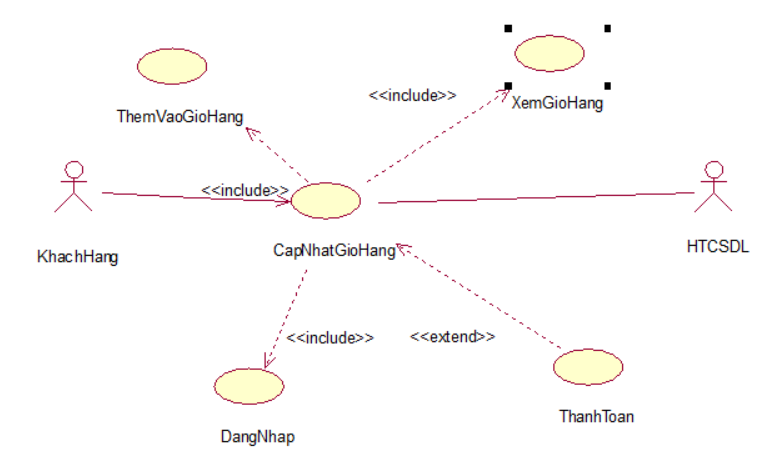 <<include>>
XemGioHang
ThemVaoGioHang
<<include>>
KhachHang
CapNhatGioHang
HTCSDL
<<include>>
<<extend>>
ThanhToan
DangNhap